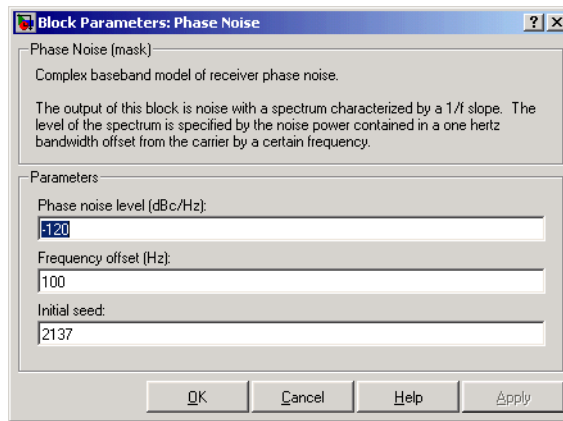 Block Parameters: Phase Noise
Phase Noise (mask)
Complex baseband model of receiver phase noise.
The output of this block is noise with a spectrum characterized by a 1/f slope. The
level of the spectrum is specified by the noise power contained in a one hertz
bandwidth offset from the carrier by a certain frequency.
Parameters
Phase noise level (dBc/Hz):
-120
Frequency offset (Hz):
100
Initial seed:
2137
OK Cancel Help Apply